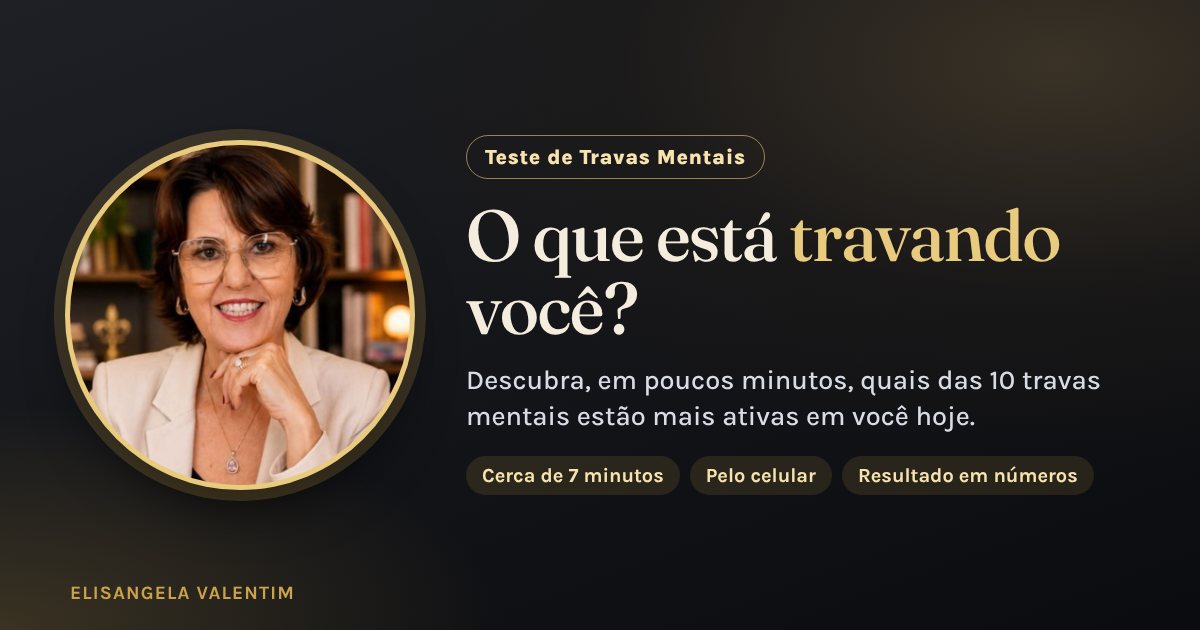 Teste de Travas Mentais
O que está travando
você?
Descubra, em poucos minutos, quais das 10 travas
mentais estão mais ativas em você hoje.
Cerca de 7 minutos
Pelo celular
Resultado em números
ELISANGELA VALENTIM